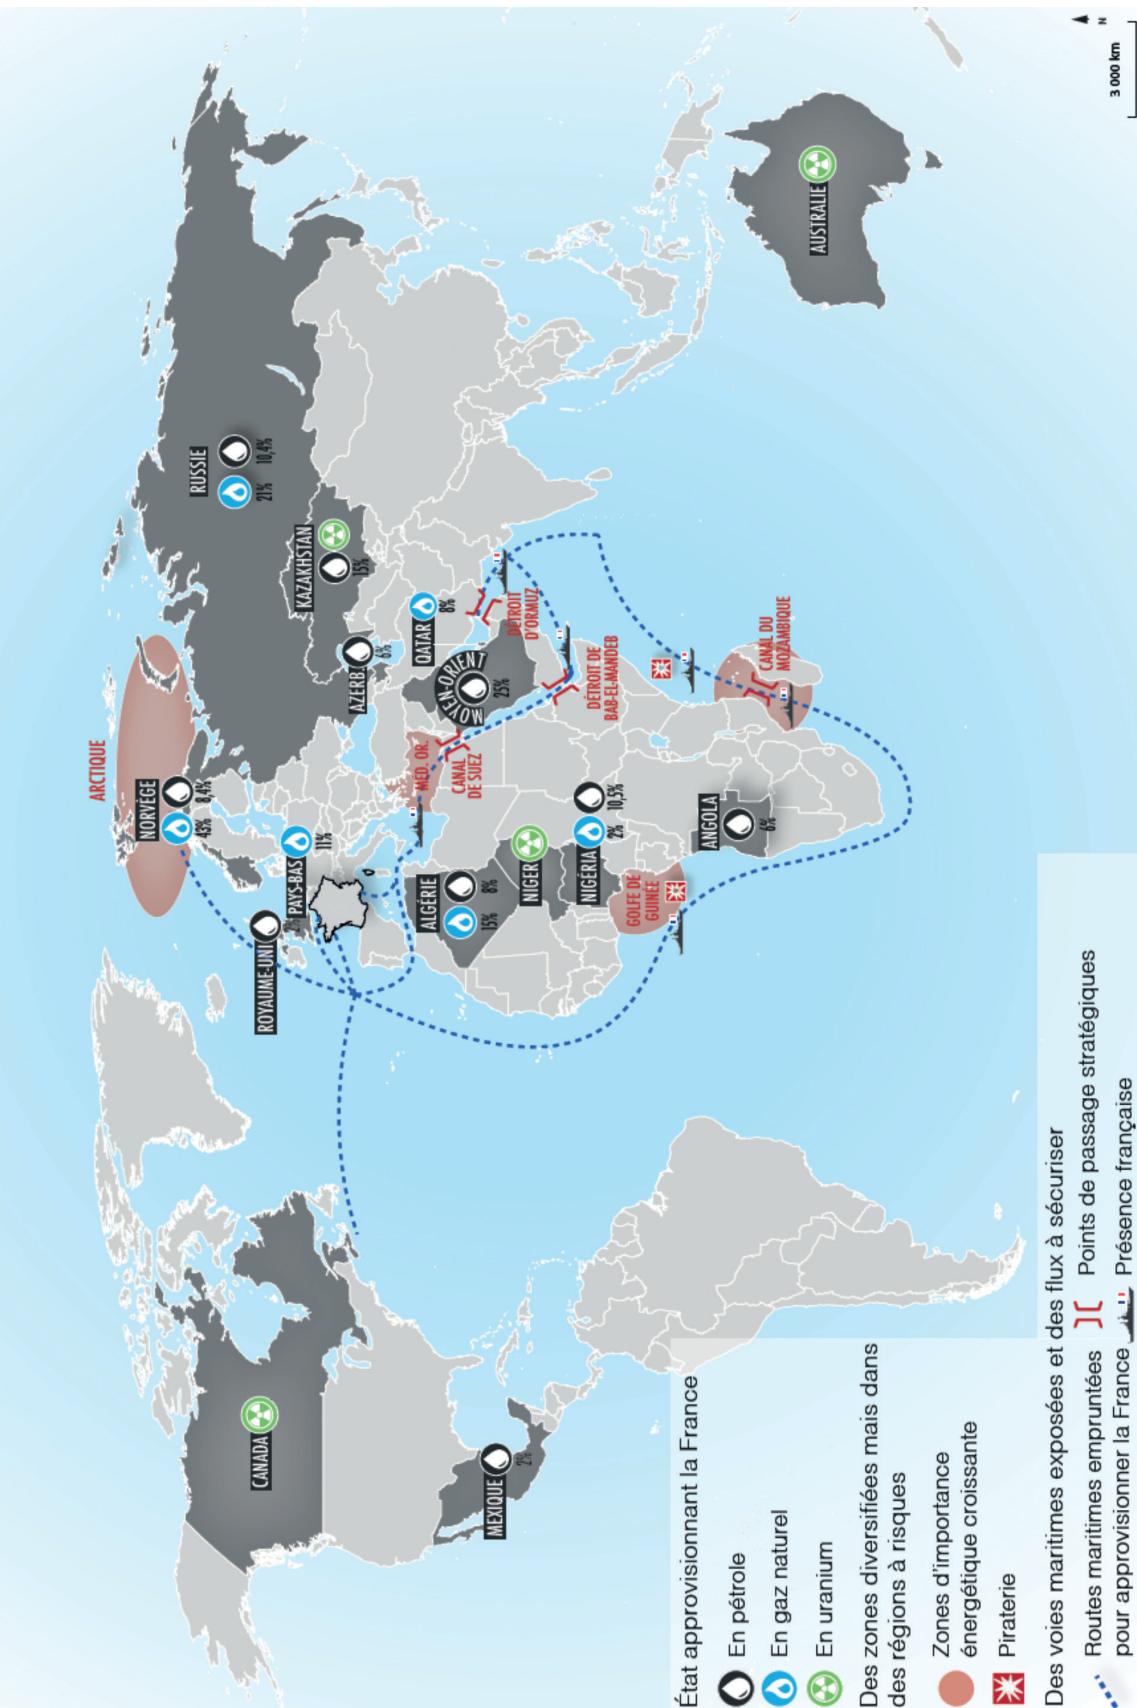 ARCTIQUE
NORVÈGE
43%
8,4%
RUSSIE
21%
10,4%
CANADA
ROYAUME-UNI
2%
PAYS-BAS
11%
KAZAKHSTAN
15%
AZERB
6%
MEXIQUE
2%
ALGÉRIE
15%
8%
MED. OR.
CANAL
DE SUEZ
MOYEN-ORIENT
25%
QATAR
8%
DÉTROIT
D'ORMUZ
NIGER
NIGÉRIA
2%
10,5%
DÉTROIT DE
BAB-EL-MANDEB
GOLFE DE
GUINÉE
ANGOLA
6%
CANAL DU
MOZAMBIQUE
AUSTRALIE
État approvisionnant la France
En pétrole
En gaz naturel
En uranium
Des zones diversifiées mais dans
des régions à risques
Zones d'importance
énergétique croissante
Piraterie
Des voies maritimes exposées et des flux à sécuriser
Routes maritimes empruntées
pour approvisionner la France
Points de passage stratégiques
Présence française
N
3 000 km